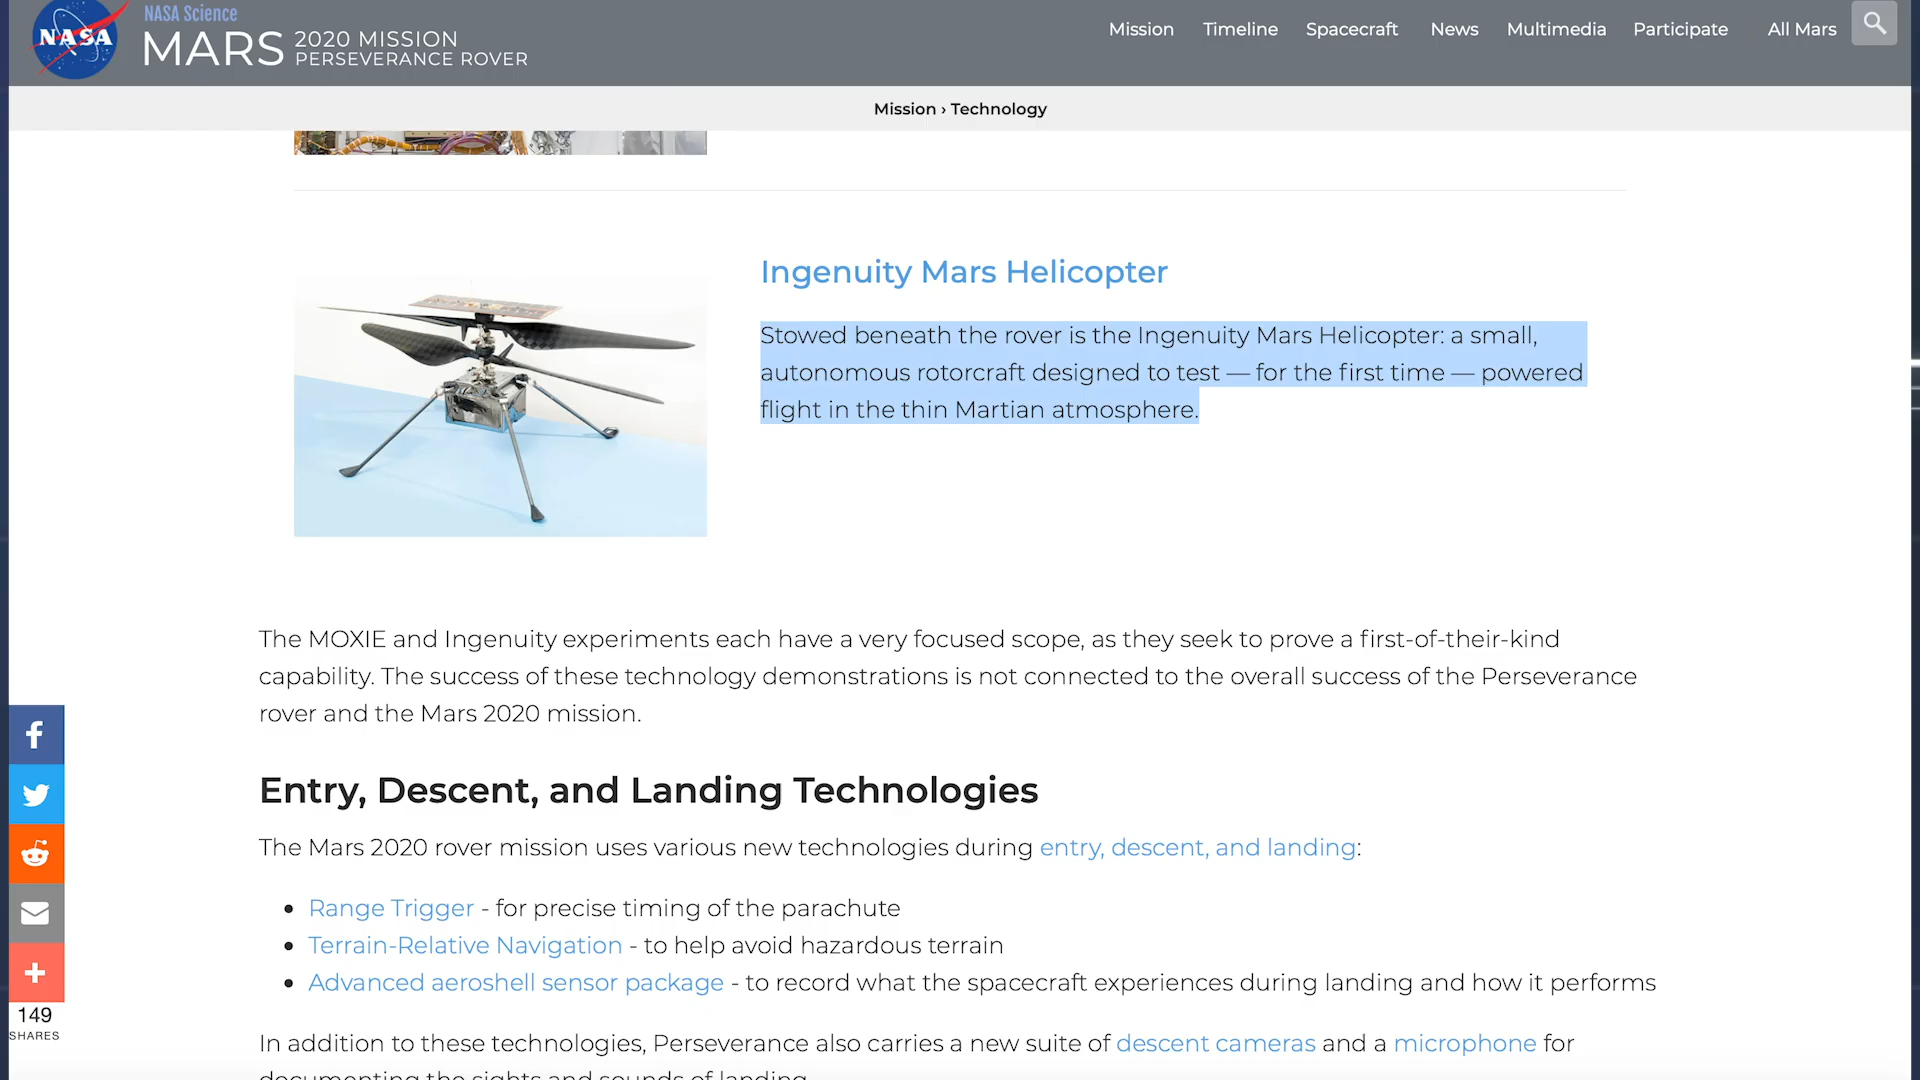 NASA
NASA Science
MARS 2020 MISSION
PERSEVERANCE ROVER
Mission Timeline Spacecraft News Multimedia Participate All Mars
Mission › Technology
Ingenuity Mars Helicopter
Stowed beneath the rover is the Ingenuity Mars Helicopter: a small,
autonomous rotorcraft designed to test — for the first time — powered
flight in the thin Martian atmosphere.
The MOXIE and Ingenuity experiments each have a very focused scope, as they seek to prove a first-of-their-kind
capability. The success of these technology demonstrations is not connected to the overall success of the Perseverance
rover and the Mars 2020 mission.
Entry, Descent, and Landing Technologies
The Mars 2020 rover mission uses various new technologies during entry, descent, and landing:
• Range Trigger - for precise timing of the parachute
• Terrain-Relative Navigation - to help avoid hazardous terrain
• Advanced aeroshell sensor package - to record what the spacecraft experiences during landing and how it performs
149
SHARES
In addition to these technologies, Perseverance also carries a new suite of descent cameras and a microphone for
documenting the sights and sounds of landing.